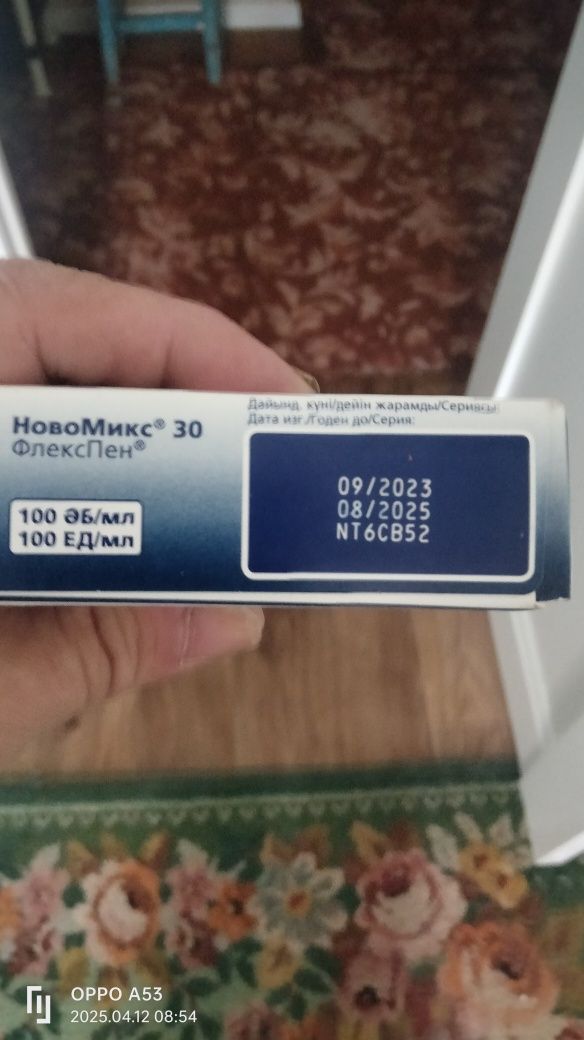 НовоМикс® 30
ФлексПен®
100 ӘБ/мл
100 ЕД/мл
Дайынд. күні/дейін жарамды/Сериясы:
Дата изг./Годен до/Серия:
09/2023
08/2025
NT6CB52
OPPO A53
2025.04.12 08:54